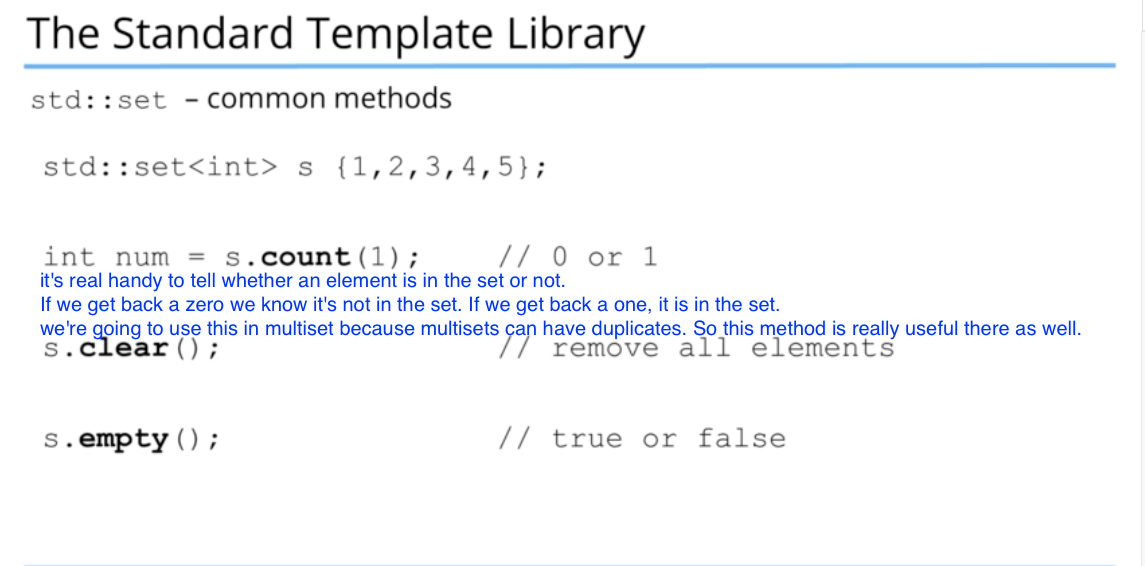 The Standard Template Library
std::set – common methods
std::set<int> s {1,2,3,4,5};
int num = s.count(1); // 0 or 1
it's real handy to tell whether an element is in the set or not.
If we get back a zero we know it's not in the set. If we get back a one, it is in the set.
we're going to use this in multiset because multisets can have duplicates. So this method is really useful there as well.
s.clear(); // remove all elements
s.empty(); // true or false